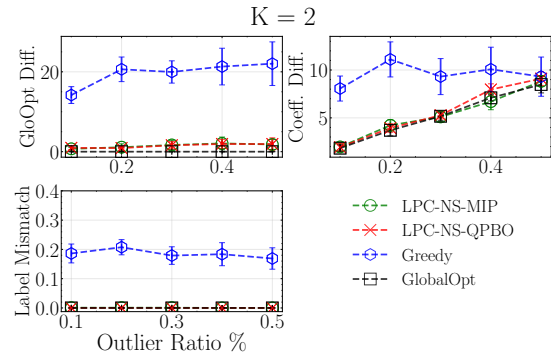 K = 2
GloOpt Diff.
20
0
0.2
0.4
Coeff. Diff.
10
5
0.2
0.4
Label Mismatch
0.4
0.3
0.2
0.1
0.0
0.1
0.3
0.5
Outlier Ratio %
LPC-NS-MIP
LPC-NS-QPBO
Greedy
GlobalOpt